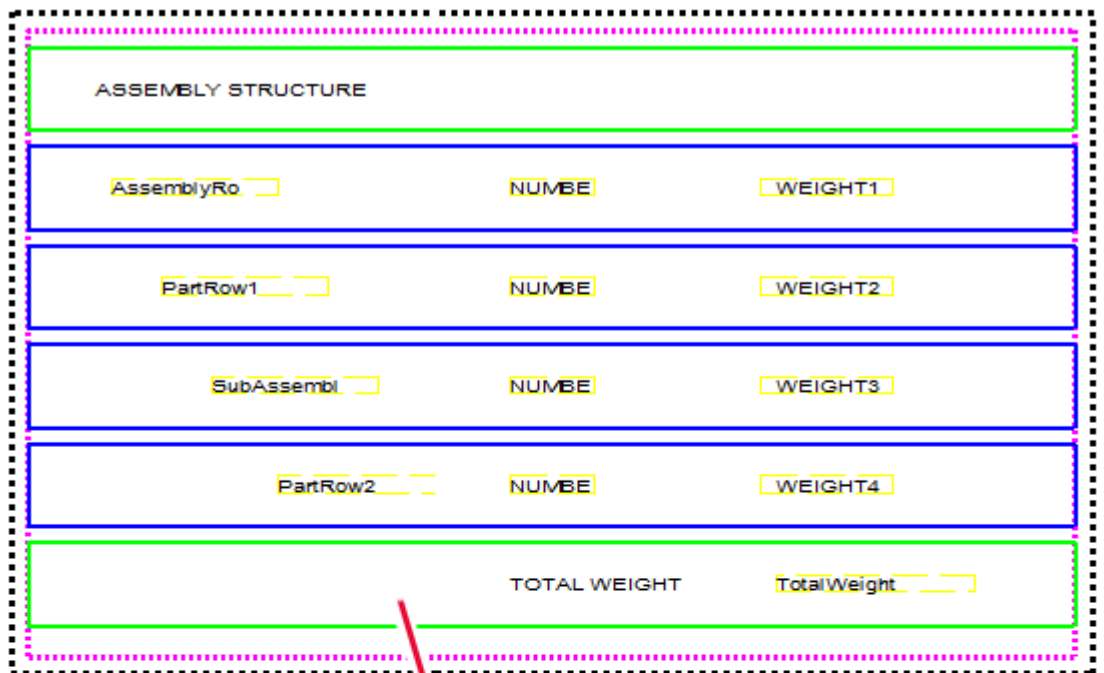 ASSEMBLY STRUCTURE
AssemblyRo NUMBE WEIGHT1
PartRow1 NUMBE WEIGHT2
SubAssembl NUMBE WEIGHT3
PartRow2 NUMBE WEIGHT4
TOTAL WEIGHT TotalWeight